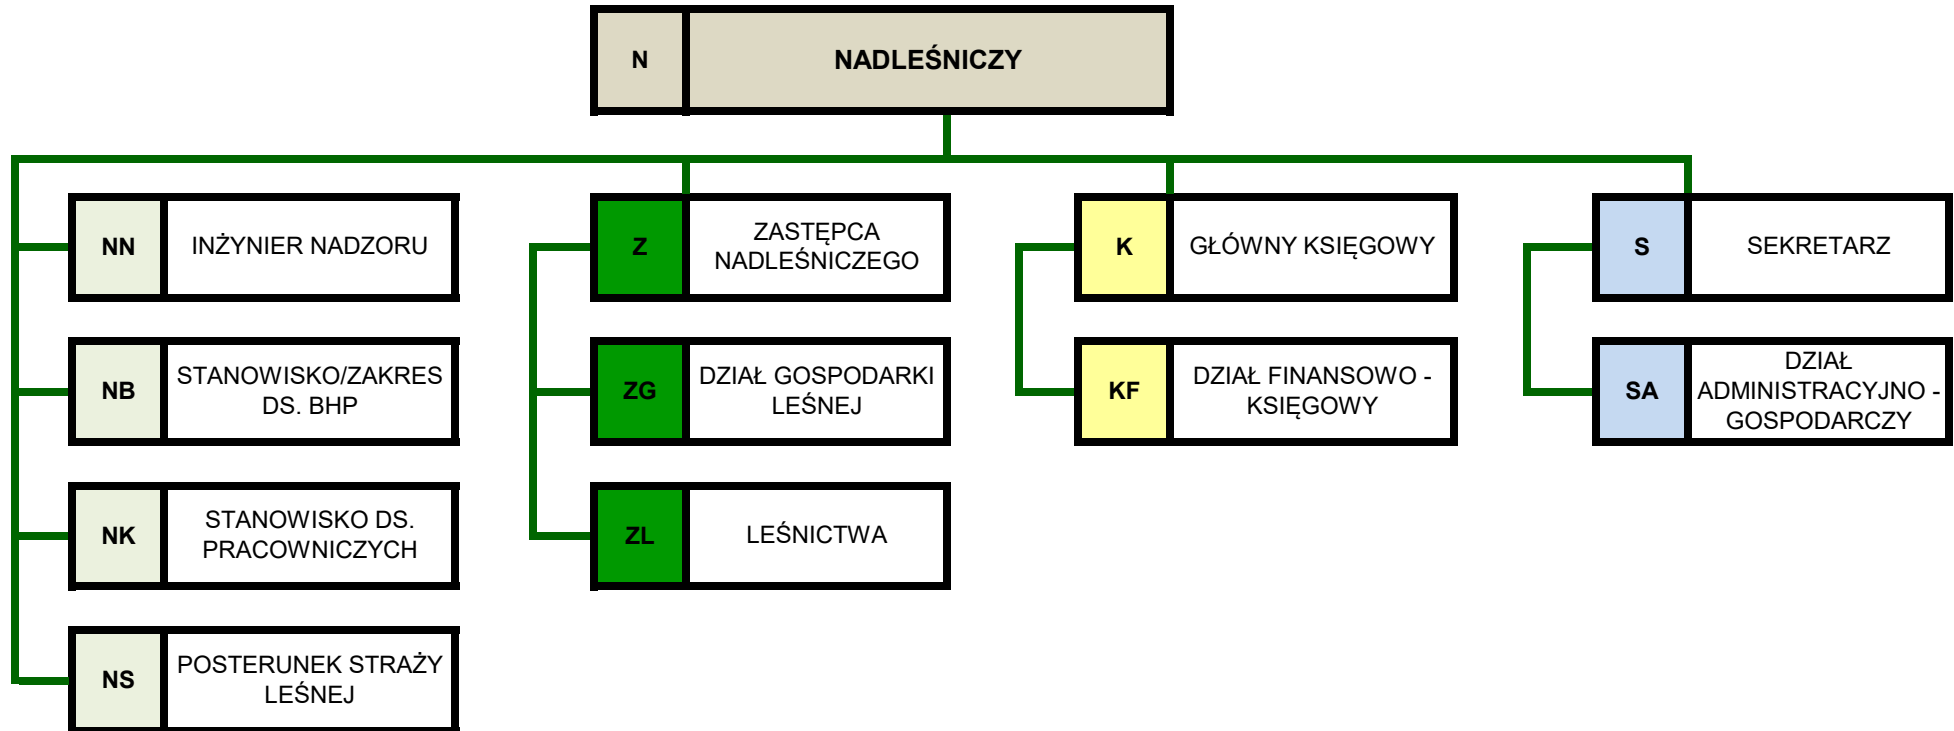 N NADLEŚNICZY
NN INŻYNIER NADZORU
Z ZASTĘPCA
NADLEŚNICZEGO
K GŁÓWNY KSIĘGOWY
S SEKRETARZ
NB STANOWISKO/ZAKRES
DS. BHP
ZG DZIAŁ GOSPODARKI
LEŚNEJ
KF DZIAŁ FINANSOWO -
KSIĘGOWY
SA DZIAŁ
ADMINISTRACYJNO -
GOSPODARCZY
NK STANOWISKO DS.
PRACOWNICZYCH
ZL LEŚNICTWA
NS POSTERUNEK STRAŻY
LEŚNEJ